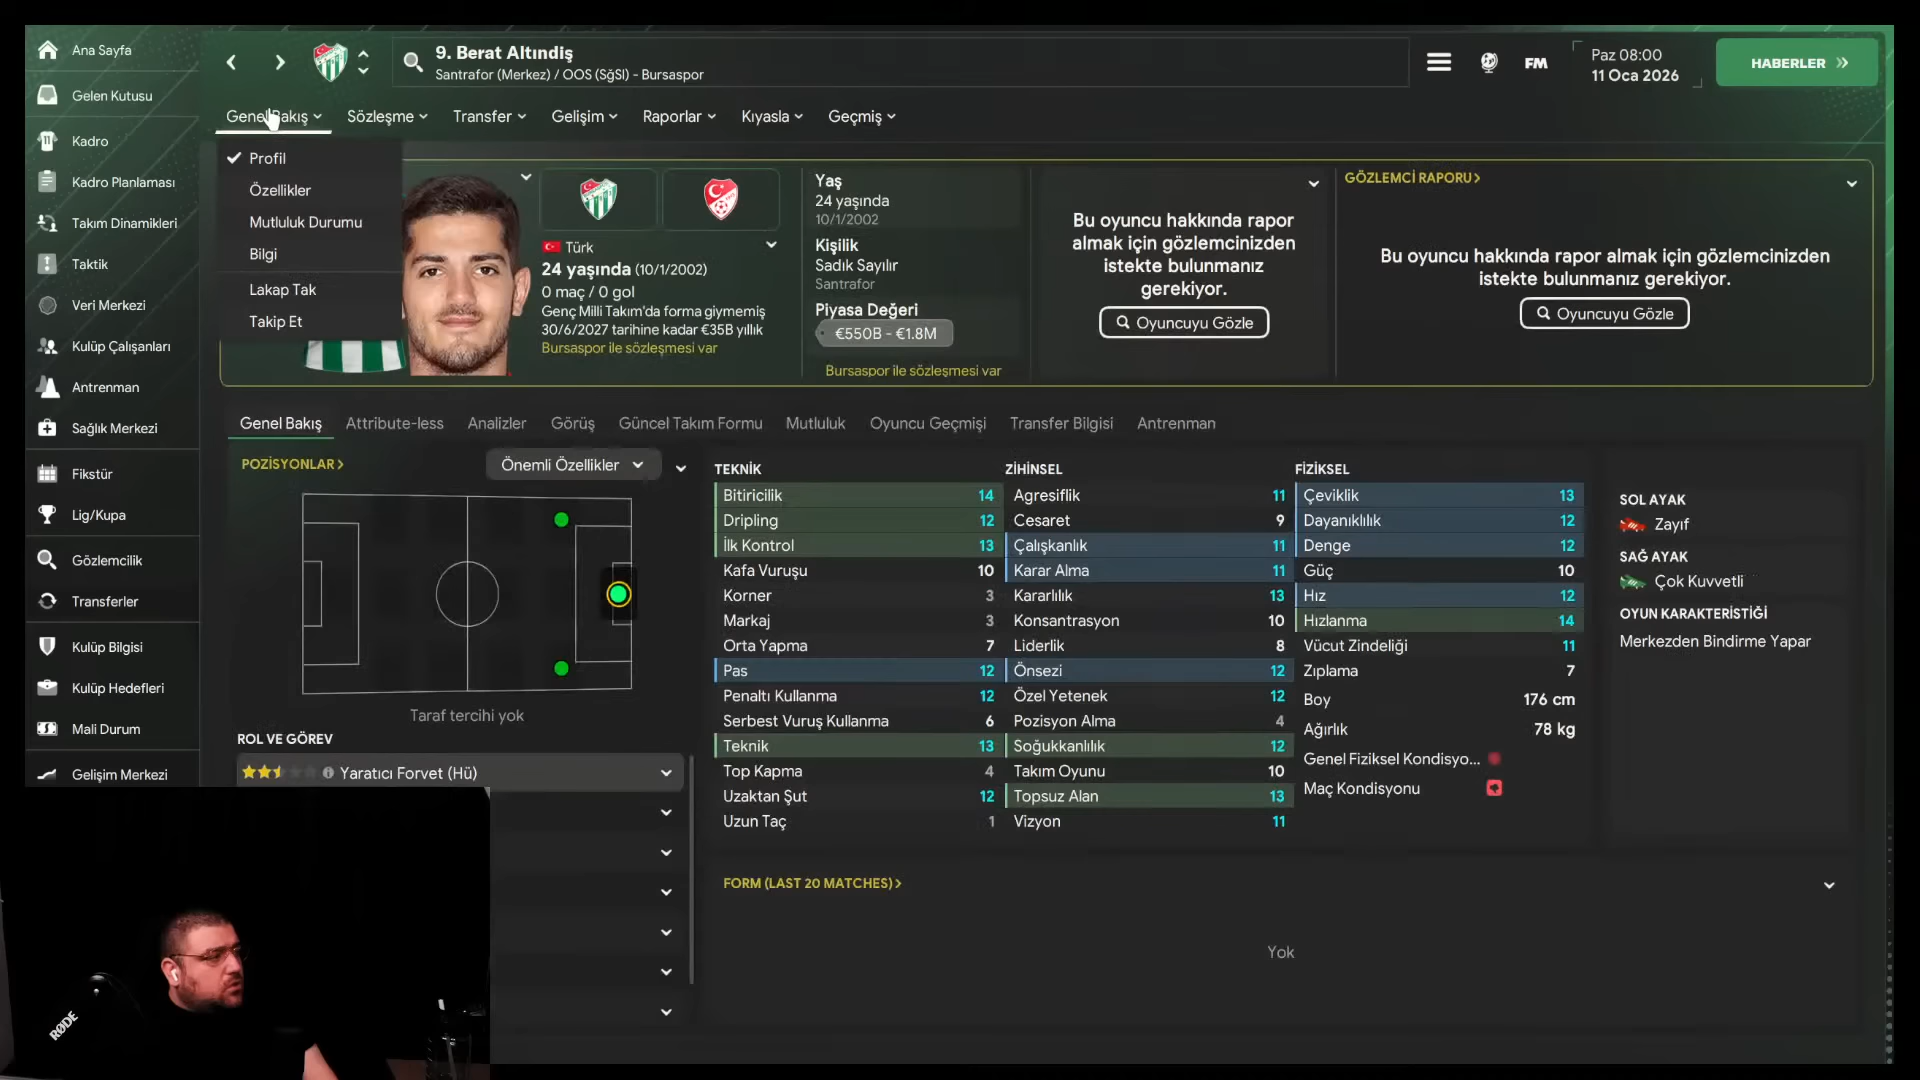 Ana Sayfa
Gelen Kutusu
Kadro
Kadro Planlaması
Takım Dinamikleri
Taktik
Veri Merkezi
Kulüp Çalışanları
Antrenman
Sağlık Merkezi
Fikstür
Lig/Kupa
Gözlemcilik
Transferler
Kulüp Bilgisi
Kulüp Hedefleri
Mali Durum
Gelişim Merkezi
9. Berat Altındiş
Santrafor (Merkez) / OOS (SğSl) - Bursaspor
FM
Paz 08:00
11 Oca 2026
HABERLER
Genel Bakış
Sözleşme
Transfer
Gelişim
Raporlar
Kıyasla
Geçmiş
Profil
Özellikler
Mutluluk Durumu
Bilgi
Lakap Tak
Takip Et
Türk
24 yaşında (10/1/2002)
0 maç / 0 gol
Genç Milli Takım'da forma giymemiş
30/6/2027 tarihine kadar €35B yıllık
Bursaspor ile sözleşmesi var
Yaş
24 yaşında
10/1/2002
Kişilik
Sadık Sayılır
Santrafor
Piyasa Değeri
€550B - €1.8M
Bursaspor ile sözleşmesi var
Bu oyuncu hakkında rapor
almak için gözlemcinizden
istekte bulunmanız
gerekiyor.
Oyuncuyu Gözle
GÖZLEMCİ RAPORU
Bu oyuncu hakkında rapor almak için gözlemcinizden
istekte bulunmanız gerekiyor.
Oyuncuyu Gözle
Genel Bakış
Attribute-less
Analizler
Görüş
Güncel Takım Formu
Mutluluk
Oyuncu Geçmişi
Transfer Bilgisi
Antrenman
POZİSYONLAR
Önemli Özellikler
Taraf tercihi yok
ROL VE GÖREV
Yaratıcı Forvet (Hü)
TEKNİK
Bitiricilik 14
Dripling 12
İlk Kontrol 13
Kafa Vuruşu 10
Korner 3
Markaj 3
Orta Yapma 7
Pas 12
Penaltı Kullanma 12
Serbest Vuruş Kullanma 6
Teknik 13
Top Kapma 4
Uzaktan Şut 12
Uzun Taç 1
ZİHİNSEL
Agresiflik 11
Cesaret 9
Çalışkanlık 11
Karar Alma 11
Kararlılık 13
Konsantrasyon 10
Liderlik 8
Önsezi 12
Özel Yetenek 12
Pozisyon Alma 4
Soğukkanlılık 12
Takım Oyunu 10
Topsuz Alan 13
Vizyon 11
FİZİKSEL
Çeviklik 13
Dayanıklılık 12
Denge 12
Güç 10
Hız 12
Hızlanma 14
Vücut Zindeliği 11
Zıplama 7
Boy 176 cm
Ağırlık 78 kg
Genel Fiziksel Kondisyo...
Maç Kondisyonu
SOL AYAK
Zayıf
SAĞ AYAK
Çok Kuvvetli
OYUN KARAKTERİSTİĞİ
Merkezden Bindirme Yapar
FORM (LAST 20 MATCHES)
Yok
RØDE